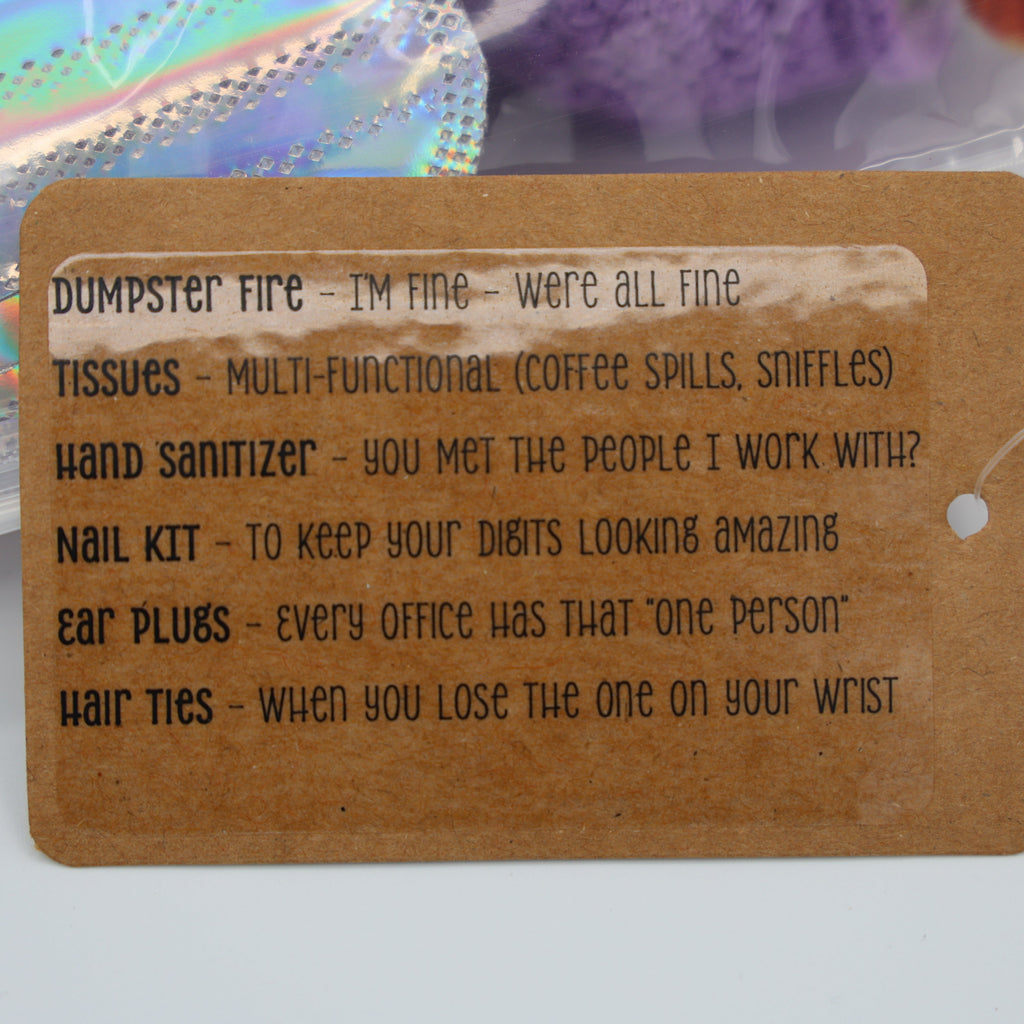 DUMPSTER FIRE - I'M FINE - WERE ALL FINE
TISSUES - MULTI-FUNCTIONAL (COFFEE SPILLS, SNIFFLES)
HAND SANITIZER - YOU MET THE PEOPLE I WORK WITH?
NAIL KIT - TO KEEP YOUR DIGITS LOOKING AMAZING
EAR PLUGS - EVERY OFFICE HAS THAT "ONE PERSON"
HAIR TIES - WHEN YOU LOSE THE ONE ON YOUR WRIST